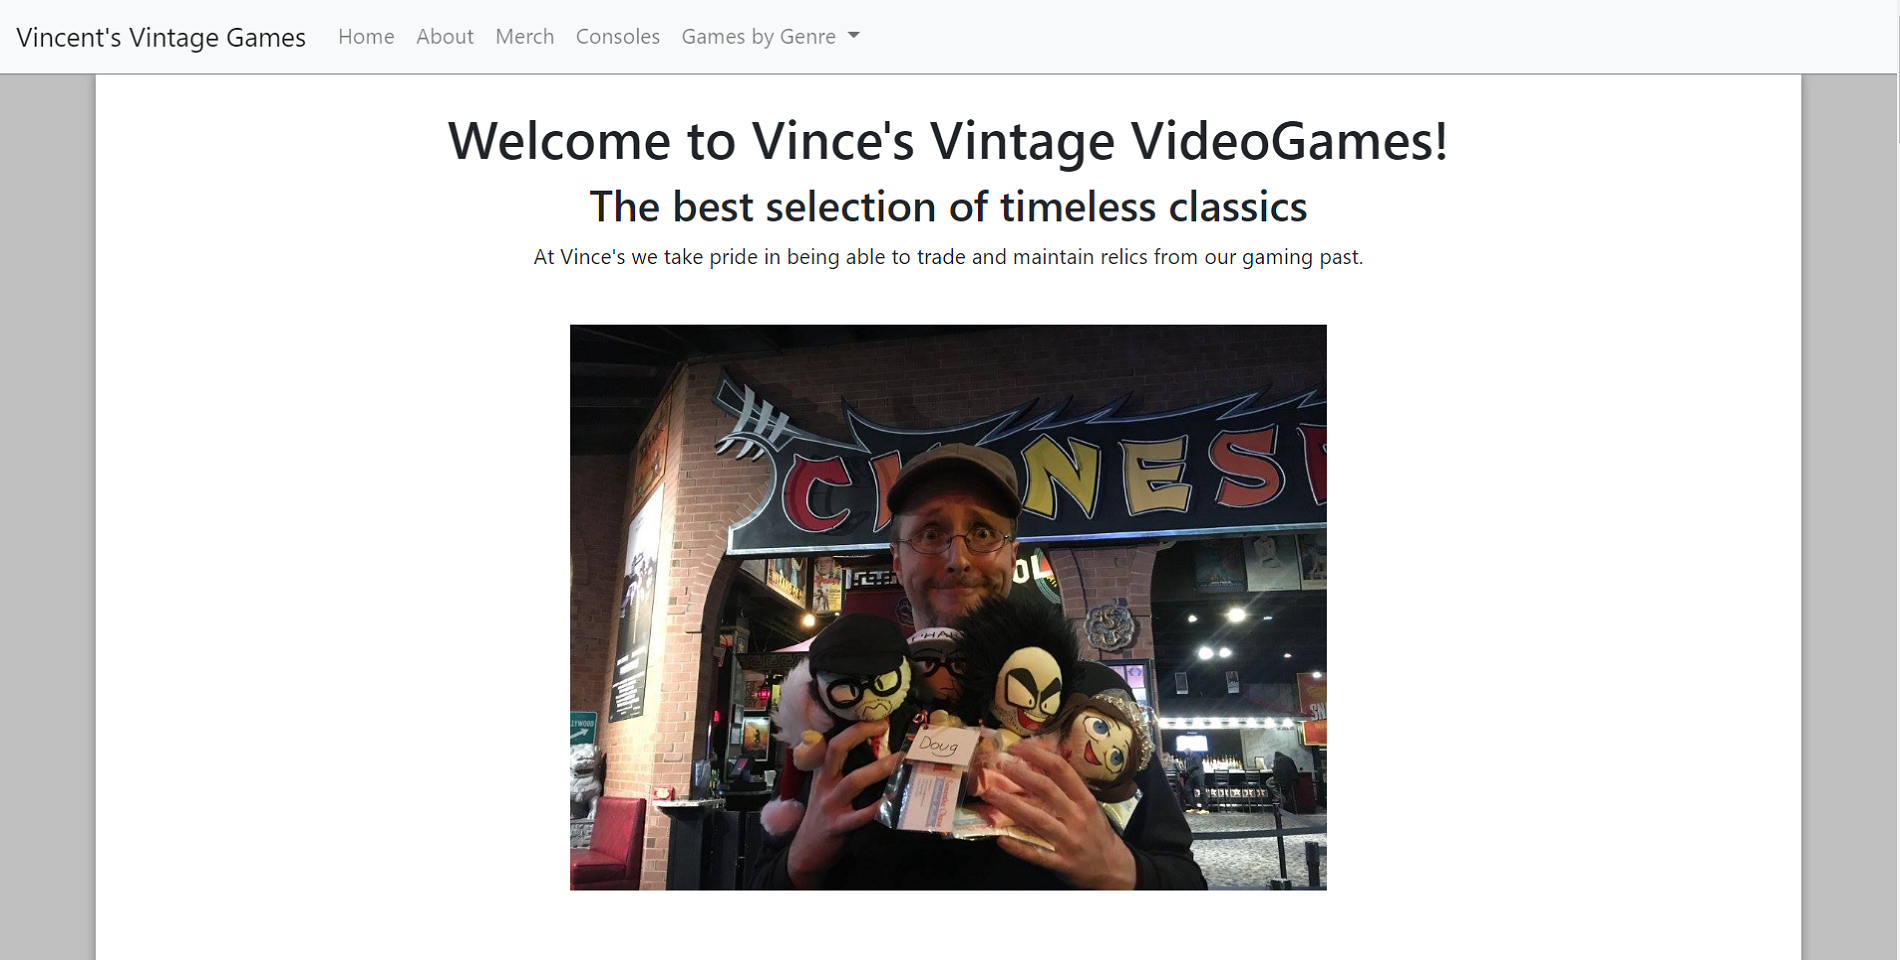 Vincent's Vintage Games Home About Merch Consoles Games by Genre
Welcome to Vince's Vintage VideoGames!
The best selection of timeless classics
At Vince's we take pride in being able to trade and maintain relics from our gaming past.
CHINES
Doug